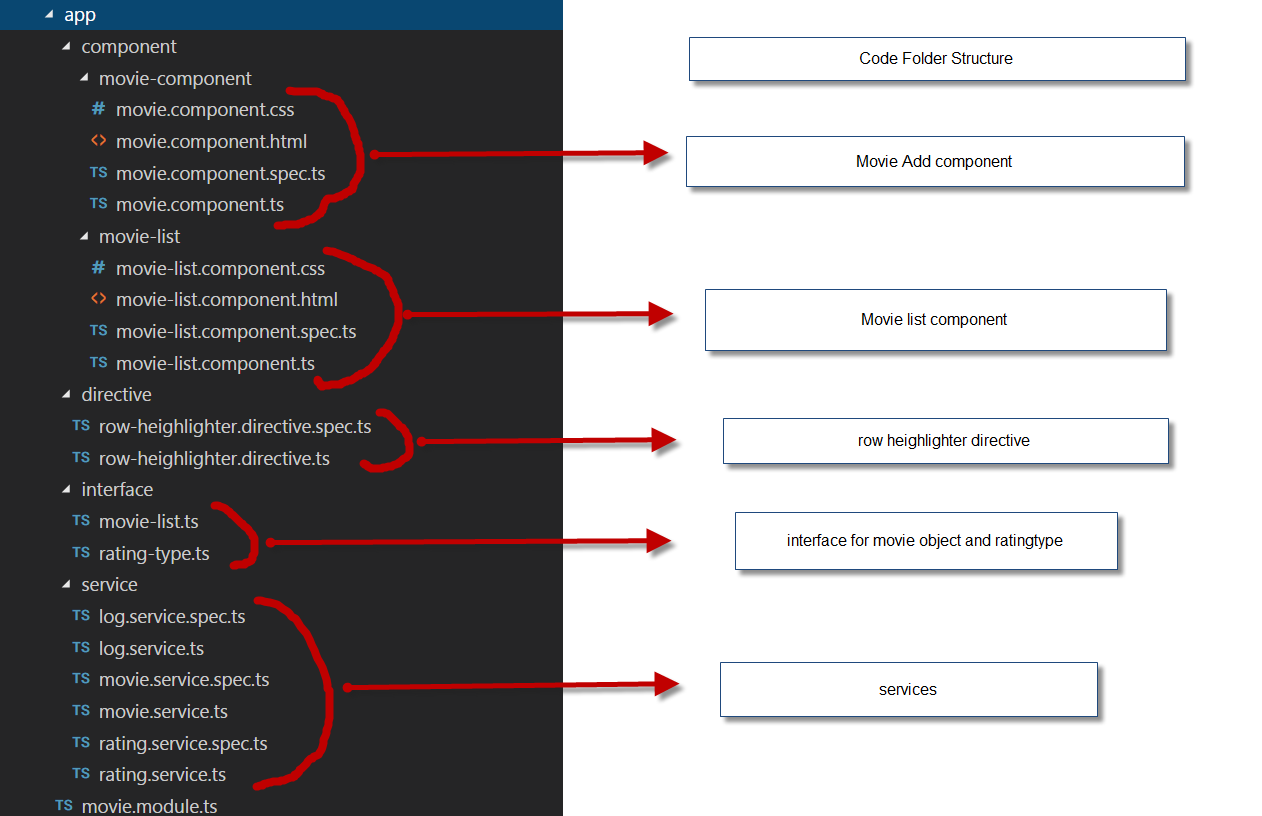 app
component
movie-component
# movie.component.css
<> movie.component.html
TS movie.component.spec.ts
TS movie.component.ts
movie-list
# movie-list.component.css
<> movie-list.component.html
TS movie-list.component.spec.ts
TS movie-list.component.ts
directive
TS row-heighlighter.directive.spec.ts
TS row-heighlighter.directive.ts
interface
TS movie-list.ts
TS rating-type.ts
service
TS log.service.spec.ts
TS log.service.ts
TS movie.service.spec.ts
TS movie.service.ts
TS rating.service.spec.ts
TS rating.service.ts
TS movie.module.ts
Code Folder Structure
Movie Add component
Movie list component
row heighlighter directive
interface for movie object and ratingtype
services